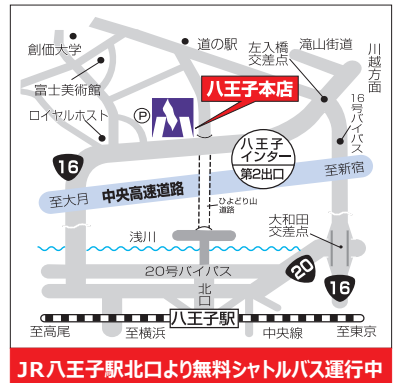 創価大学
道の駅
左入橋
交差点
滝山街道
川越方面
富士美術館
八王子本店
ロイヤルホスト
P
16号バイパス
八王子
インター
第2出口
16
至大月
中央高速道路
至新宿
ひよどり山
道路
大和田
交差点
浅川
20号バイパス
20
16
北口
八王子駅
至高尾
至横浜
中央線
至東京
JR八王子駅北口より無料シャトルバス運行中